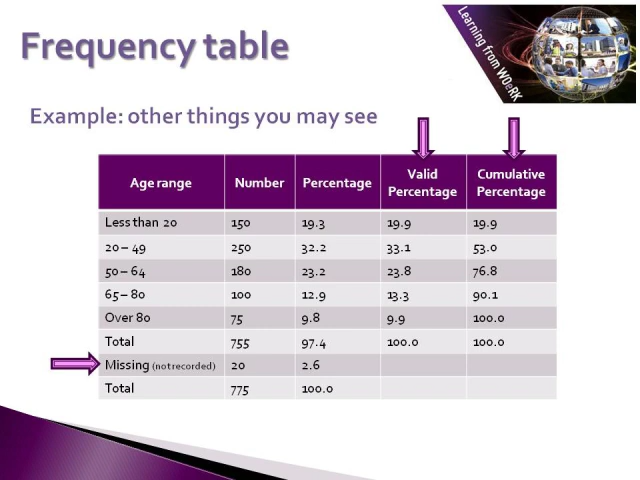 Frequency table
Learning from WOeRK
Example: other things you may see
Age range Number Percentage Valid Percentage Cumulative Percentage
Less than 20 150 19.3 19.9 19.9
20 – 49 250 32.2 33.1 53.0
50 – 64 180 23.2 23.8 76.8
65 – 80 100 12.9 13.3 90.1
Over 80 75 9.8 9.9 100.0
Total 755 97.4 100.0 100.0
Missing (not recorded) 20 2.6
Total 775 100.0